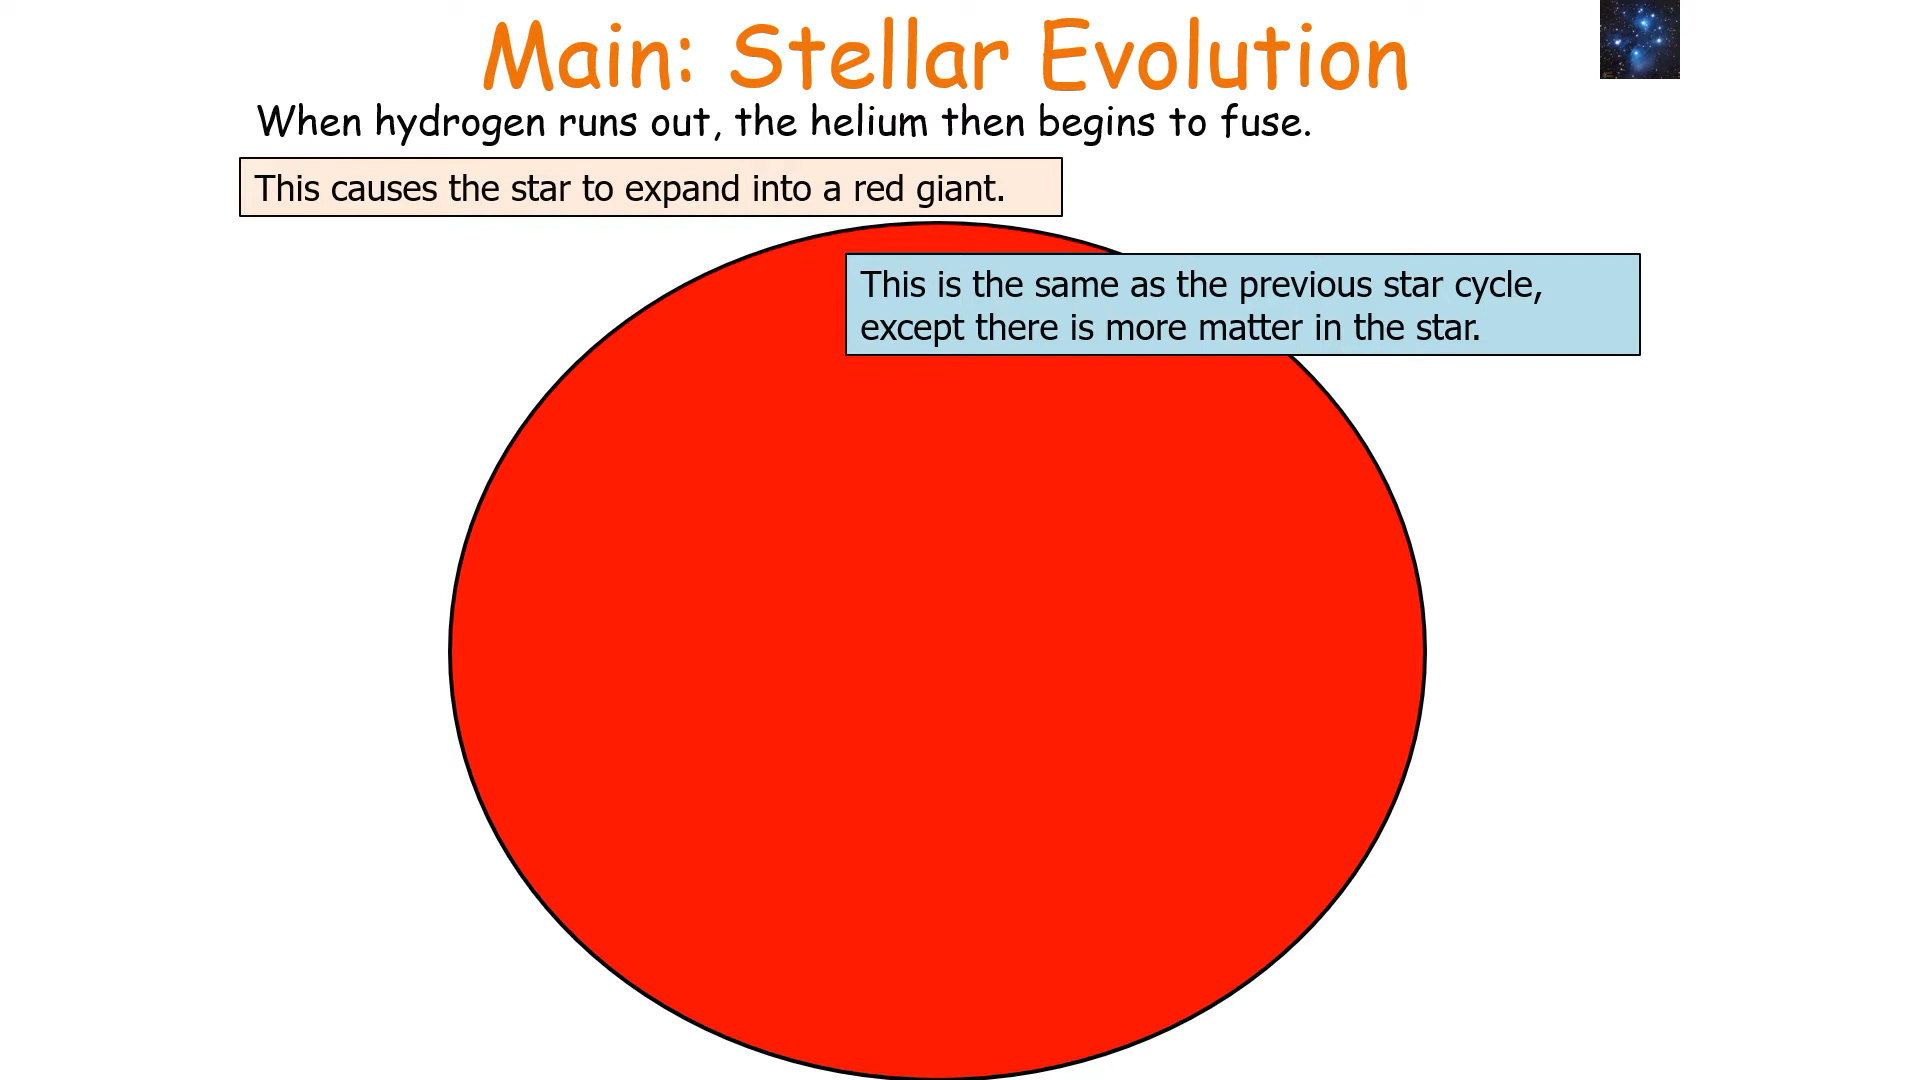 Main: Stellar Evolution
When hydrogen runs out, the helium then begins to fuse.
This causes the star to expand into a red giant.
This is the same as the previous star cycle,
except there is more matter in the star.